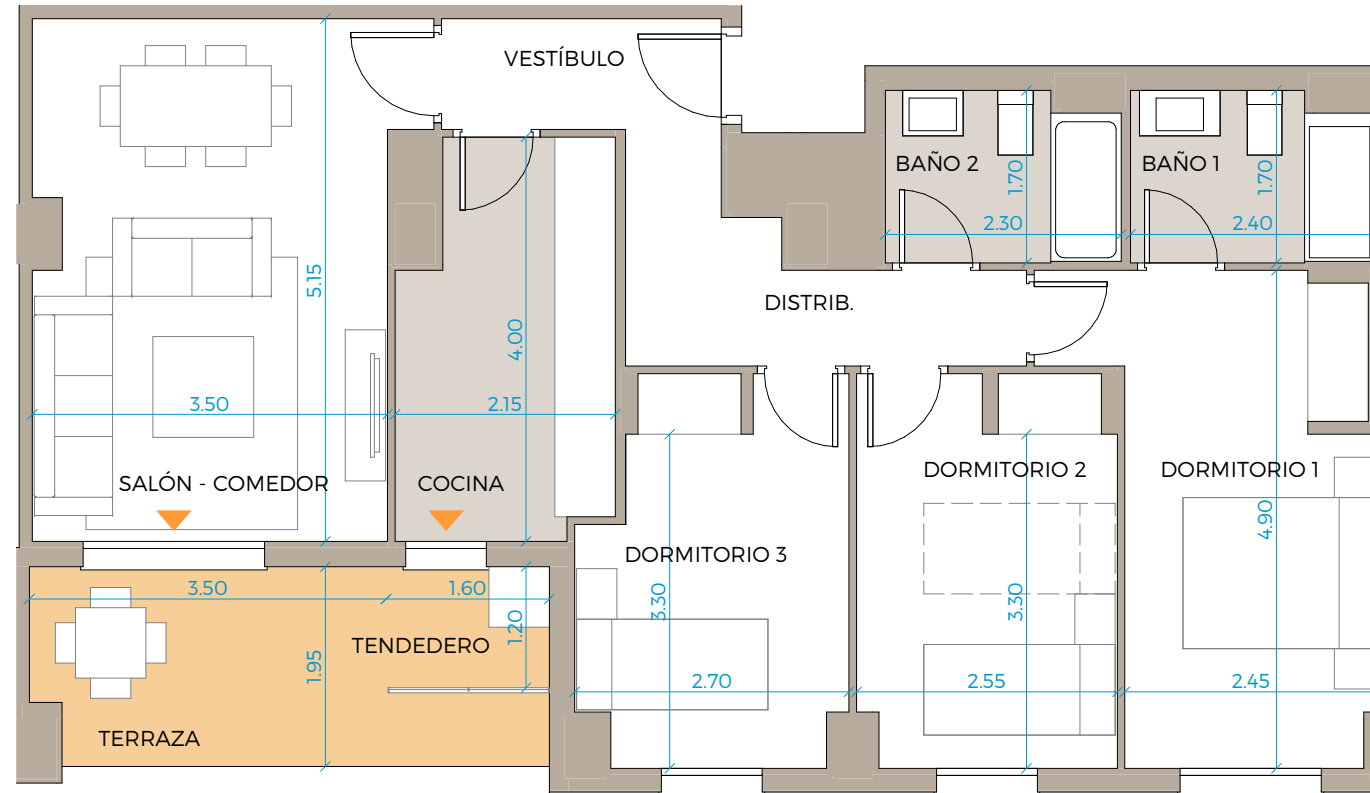 VESTÍBULO
BAÑO 2
1.70
BAÑO 1
1.70
2.30
2.40
5.15
DISTRIB.
4.00
3.50
2.15
SALÓN - COMEDOR
COCINA
DORMITORIO 2
DORMITORIO 1
4.90
DORMITORIO 3
3.50
1.60
3.30
3.30
1.20
TENDEDERO
1.95
2.70
2.55
2.45
TERRAZA